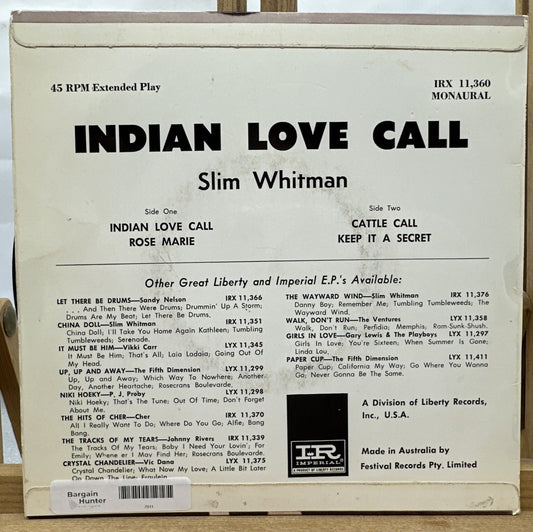 45 RPM Extended Play
IRX 11,360
MONAURAL
INDIAN LOVE CALL
Slim Whitman
Side One
INDIAN LOVE CALL
ROSE MARIE
Side Two
CATTLE CALL
KEEP IT A SECRET
Other Great Liberty and Imperial E.P.'s Available:
LET THERE BE DRUMS—Sandy Nelson IRX 11,366
. . . And Then There Were Drums; Drummin' Up A Storm;
Drums Are My Beat; Let There Be Drums.
CHINA DOLL—Slim Whitman IRX 11,351
China Doll; I'll Take You Home Again Kathleen; Tumbling
Tumbleweeds; Serenade.
IT MUST BE HIM—Vikki Carr LYX 11,345
It Must Be Him; That's All; Laia Ladaia; Going Out Of
My Head.
UP, UP AND AWAY—The Fifth Dimension LYX 11,299
Up, Up and Away; Which Way To Nowhere; Another
Day, Another Heartache; Rosecrans Boulevarde.
NIKI HOEKY—P. J. Proby LYX 11,298
Niki Hoeky; That's The Tune; Out Of Time; Don't Forget
About Me.
THE HITS OF CHER—Cher IRX 11,370
All I Really Want To Do; Where Do You Go; Alfie; Bang
Bang.
THE TRACKS OF MY TEARS—Johnny Rivers IRX 11,339
The Tracks Of My Tears; Baby I Need Your Lovin'; For
Emily; Whene er I May Find Her; Rosecrans Boulevarde.
CRYSTAL CHANDELIER—Vic Dana LYX 11,375
Crystal Chandelier; What Now My Love; A Little Bit Later
On Down The Line; Fraulein
THE WAYWARD WIND—Slim Whitman IRX 11,376
Danny Boy; Remember Me; Tumbling Tumbleweeds; The
Wayward Wind.
WALK, DON'T RUN—The Ventures LYX 11,358
Walk, Don't Run; Perfidia; Memphis; Ram-Sunk-Shush.
GIRLS IN LOVE—Gary Lewis & The Playboys LYX 11,297
Girls In Love; You're Sixteen; When Summer Is Gone;
Linda Lou.
PAPER CUP—The Fifth Dimension LYX 11,411
Paper Cup; California My Way; Go Where You Wanna
Go; Never Gonna Be The Same.
IR
IMPERIAL
A PRODUCT OF LIBERTY RECORDS
A Division of Liberty Records,
Inc., U.S.A.
Made in Australia by
Festival Records Pty. Limited
Bargain
Hunter